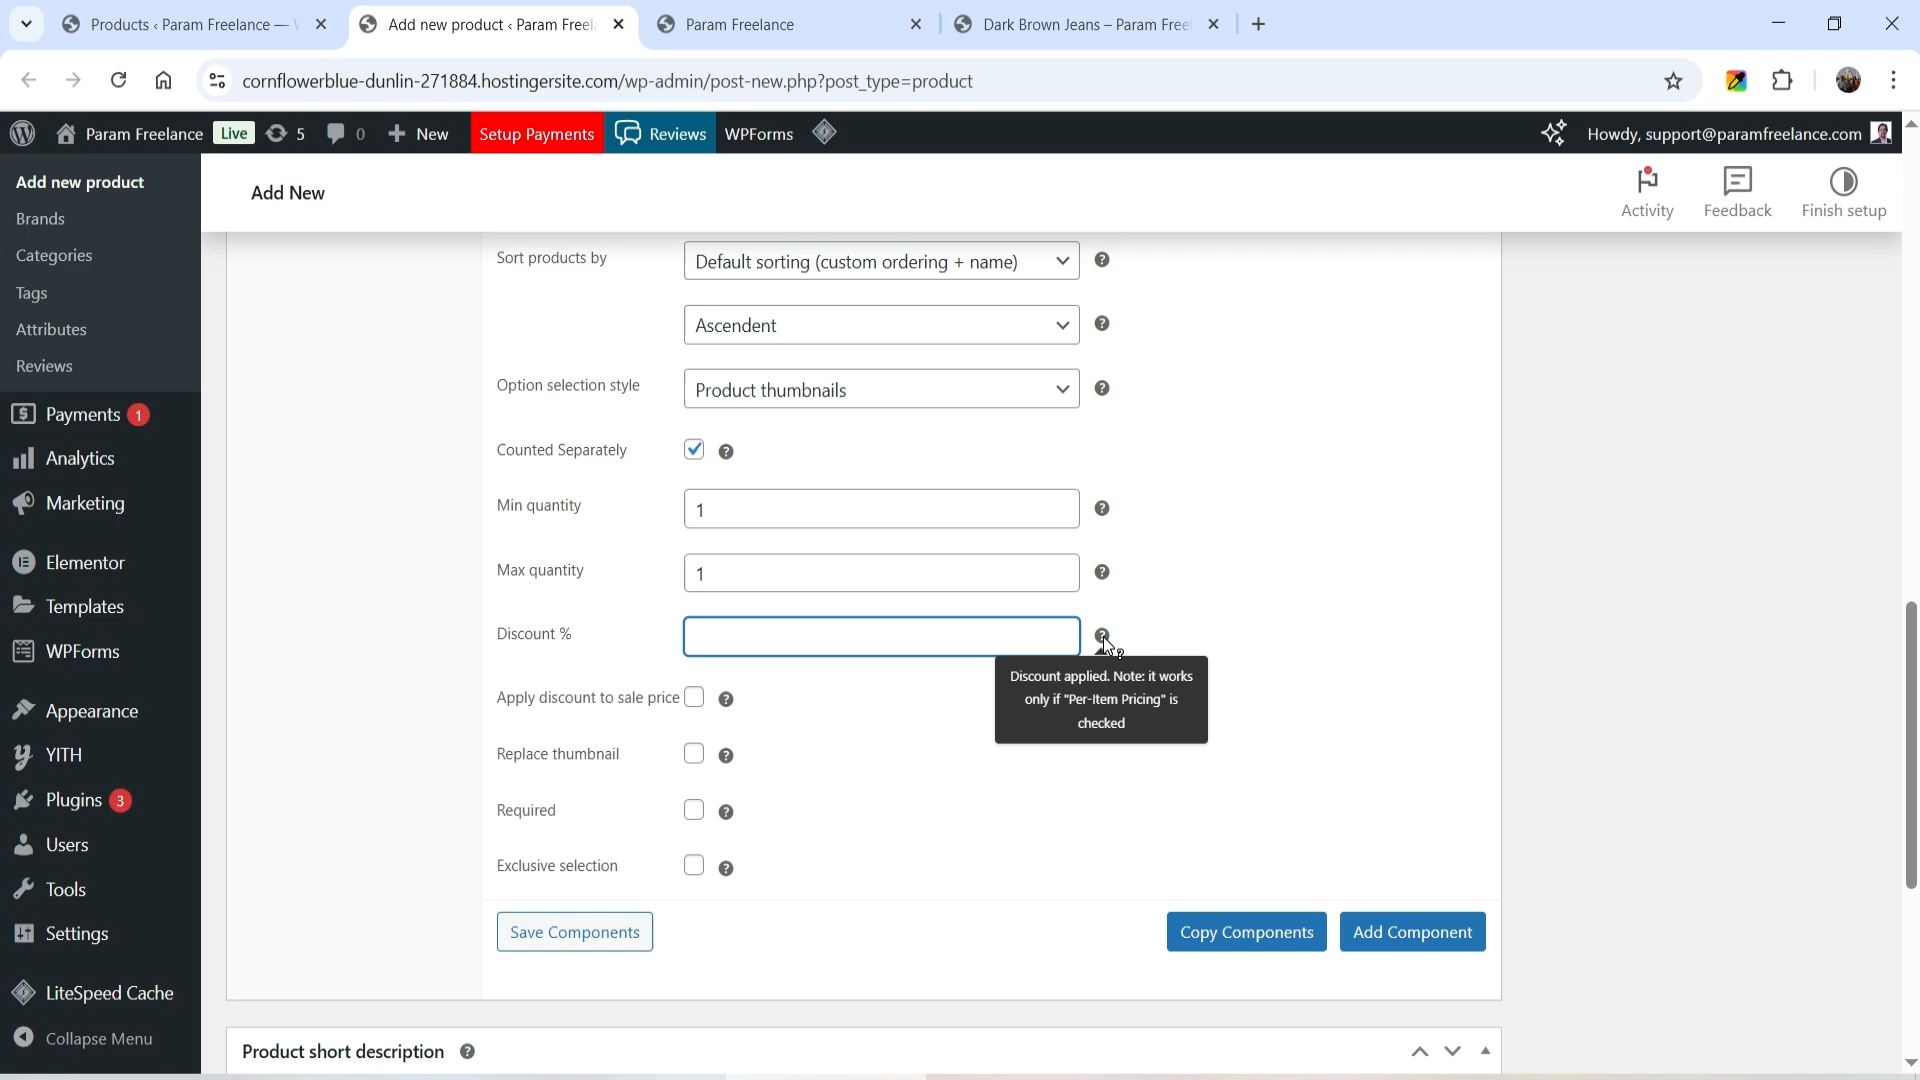 Products ‹ Param Freelance —
Add new product ‹ Param Freel
Param Freelance
Dark Brown Jeans – Param Free
cornflowerblue-dunlin-271884.hostingersite.com/wp-admin/post-new.php?post_type=product
Param Freelance Live 5 0 + New Setup Payments Reviews WPForms Howdy, support@paramfreelance.com
Add New
Activity
Feedback
Finish setup
Add new product
Brands
Categories
Tags
Attributes
Reviews
Payments 1
Analytics
Marketing
Elementor
Templates
WPForms
Appearance
YITH
Plugins 3
Users
Tools
Settings
LiteSpeed Cache
Collapse Menu
Sort products by Default sorting (custom ordering + name)
Ascendent
Option selection style Product thumbnails
Counted Separately
Min quantity 1
Max quantity 1
Discount %
Discount applied. Note: it works
only if "Per-Item Pricing" is
checked
Apply discount to sale price
Replace thumbnail
Required
Exclusive selection
Save Components Copy Components Add Component
Product short description